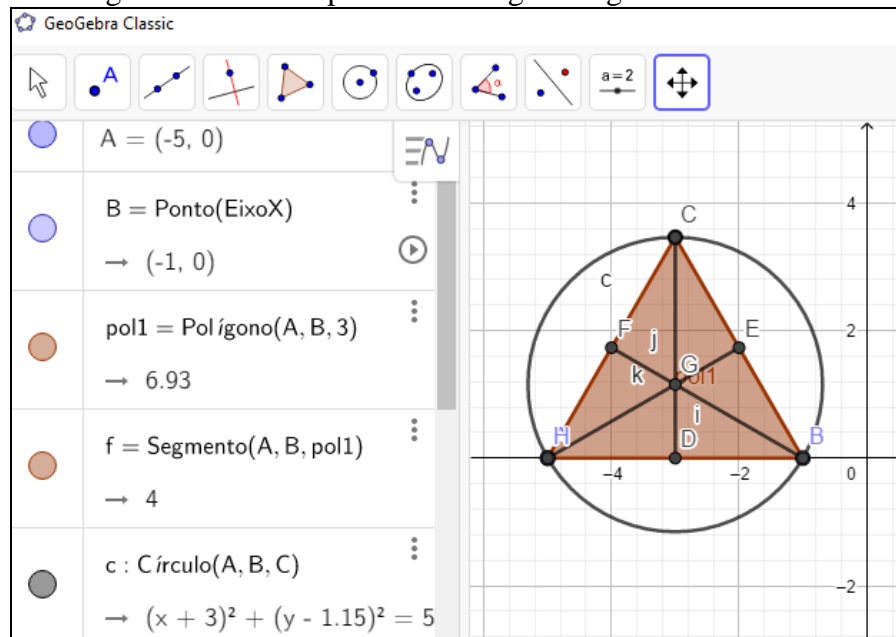 GeoGebra Classic
A
α
a=2
A = (-5, 0)
B = Ponto(EixoX)
→ (-1, 0)
pol1 = Polígono(A, B, 3)
→ 6.93
f = Segmento(A, B, pol1)
→ 4
c : Círculo(A, B, C)
→ (x + 3)² + (y - 1.15)² = 5
4
C
c
2
F
E
j
G
k
pol1
i
H
D
B
-4
-2
0
-2